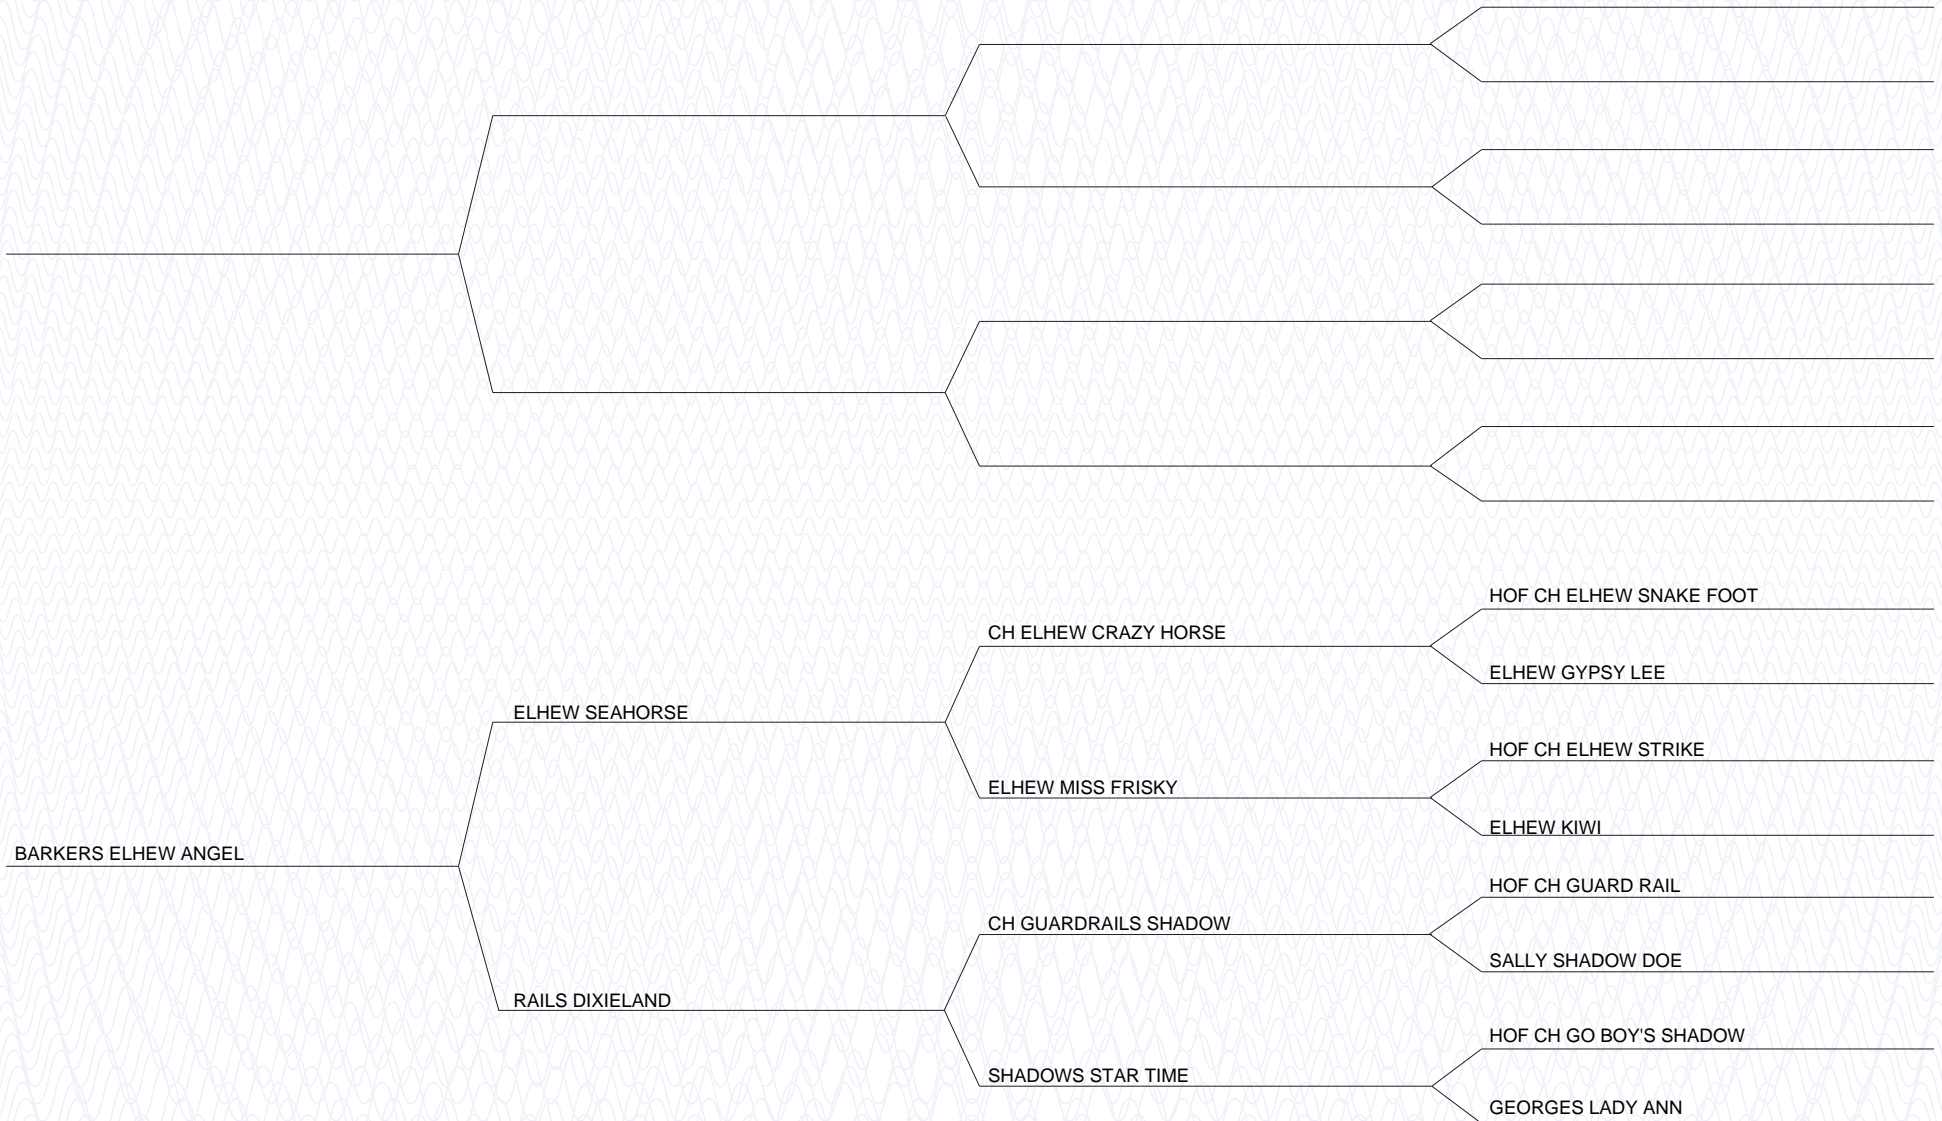 HOF CH ELHEW SNAKE FOOT
CH ELHEW CRAZY HORSE
ELHEW GYPSY LEE
ELHEW SEAHORSE
HOF CH ELHEW STRIKE
ELHEW MISS FRISKY
ELHEW KIWI
BARKERS ELHEW ANGEL
HOF CH GUARD RAIL
CH GUARDRAILS SHADOW
SALLY SHADOW DOE
RAILS DIXIELAND
HOF CH GO BOY'S SHADOW
SHADOWS STAR TIME
GEORGES LADY ANN